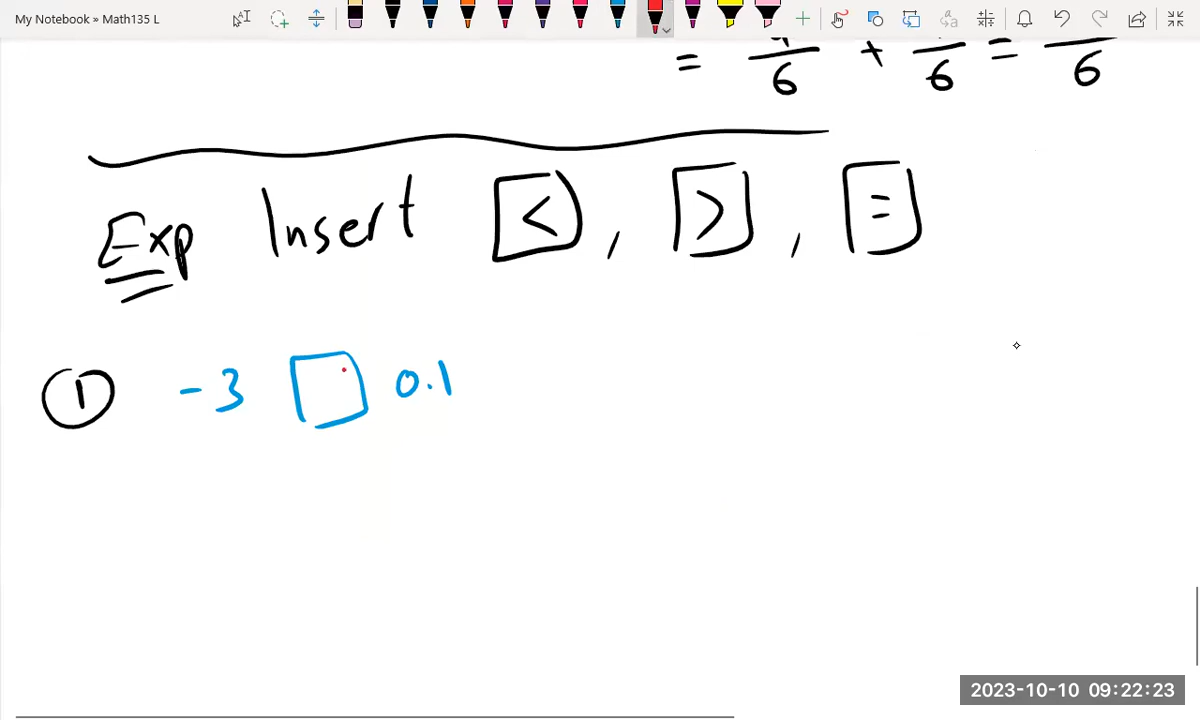 My Notebook » Math135 L
= /6 + /6 = /6
Exp Insert [<], [>], [=]
① -3 □ 0.1
2023-10-10 09:22:23